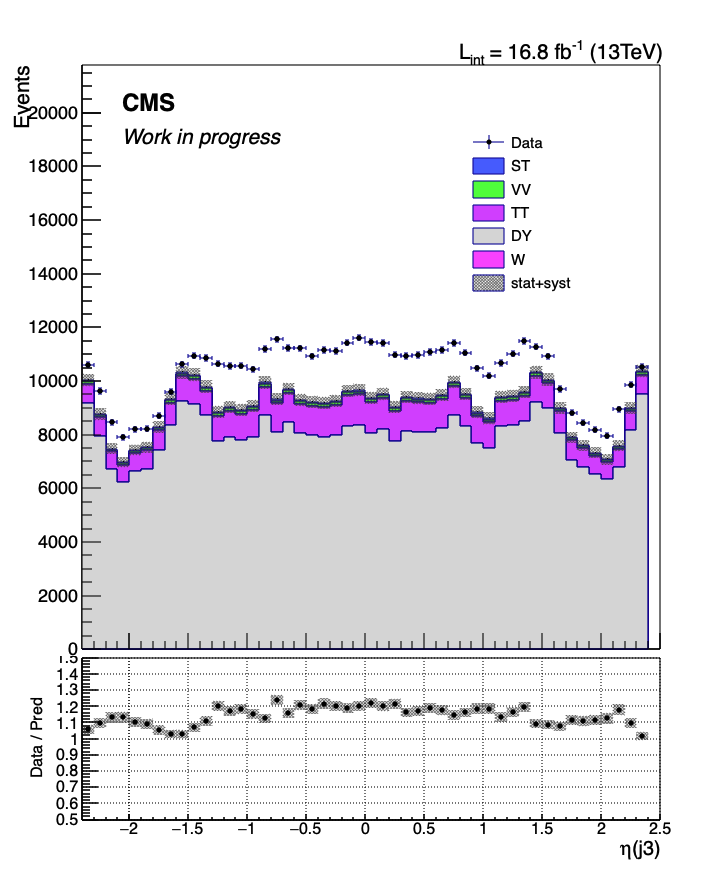 L_int = 16.8 fb^-1 (13TeV)
Events
CMS
Work in progress
Data
ST
VV
TT
DY
W
stat+syst
20000
18000
16000
14000
12000
10000
8000
6000
4000
2000
0
Data / Pred
1.5
1.4
1.3
1.2
1.1
1
0.9
0.8
0.7
0.6
0.5
−2 −1.5 −1 −0.5 0 0.5 1 1.5 2 2.5
η(j3)